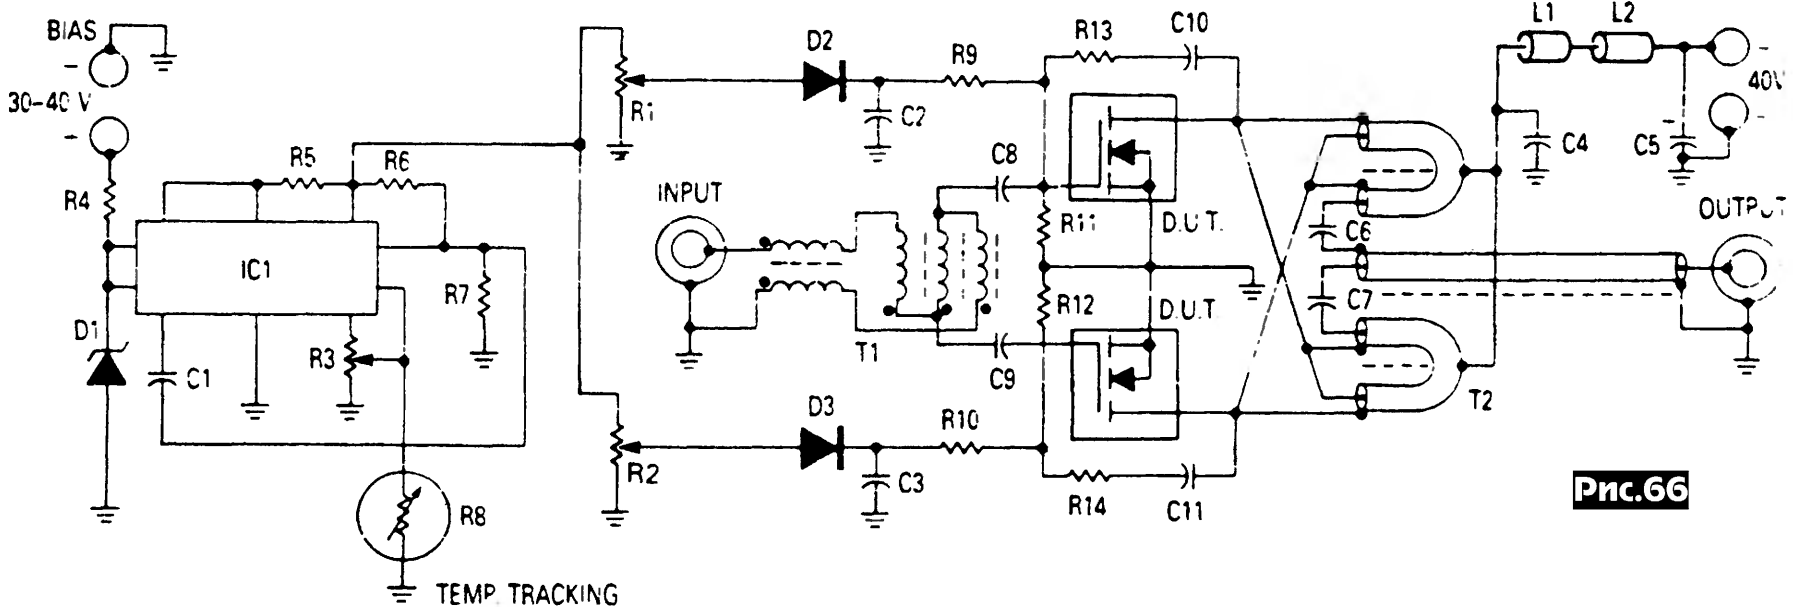 BIAS
−
30-40 V
−
R4
D1
R5
R6
IC1
R7
R3
C1
R8
TEMP. TRACKING
R1
R2
D2
C2
R9
D3
C3
R10
INPUT
T1
C8
C9
R13
C10
R11
D.U.T.
R12
D.U.T.
R14
C11
L1
L2
−
40V
−
C4
C5
C6
C7
T2
OUTPUT
Рис.66